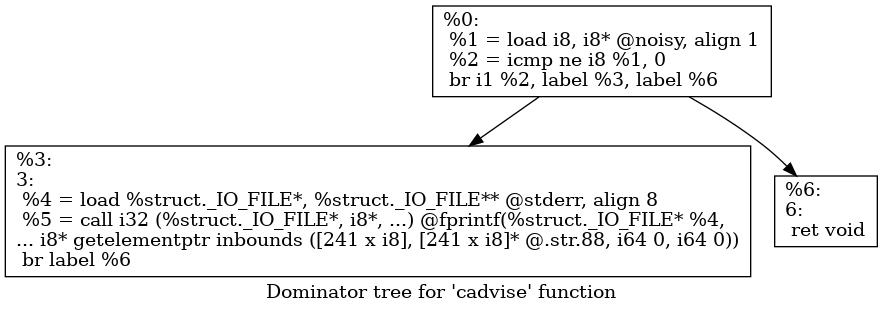 %0:
%1 = load i8, i8* @noisy, align 1
%2 = icmp ne i8 %1, 0
br i1 %2, label %3, label %6
%3:
3:
%4 = load %struct._IO_FILE*, %struct._IO_FILE** @stderr, align 8
%5 = call i32 (%struct._IO_FILE*, i8*, ...) @fprintf(%struct._IO_FILE* %4,
... i8* getelementptr inbounds ([241 x i8], [241 x i8]* @.str.88, i64 0, i64 0))
br label %6
%6:
6:
ret void
Dominator tree for 'cadvise' function